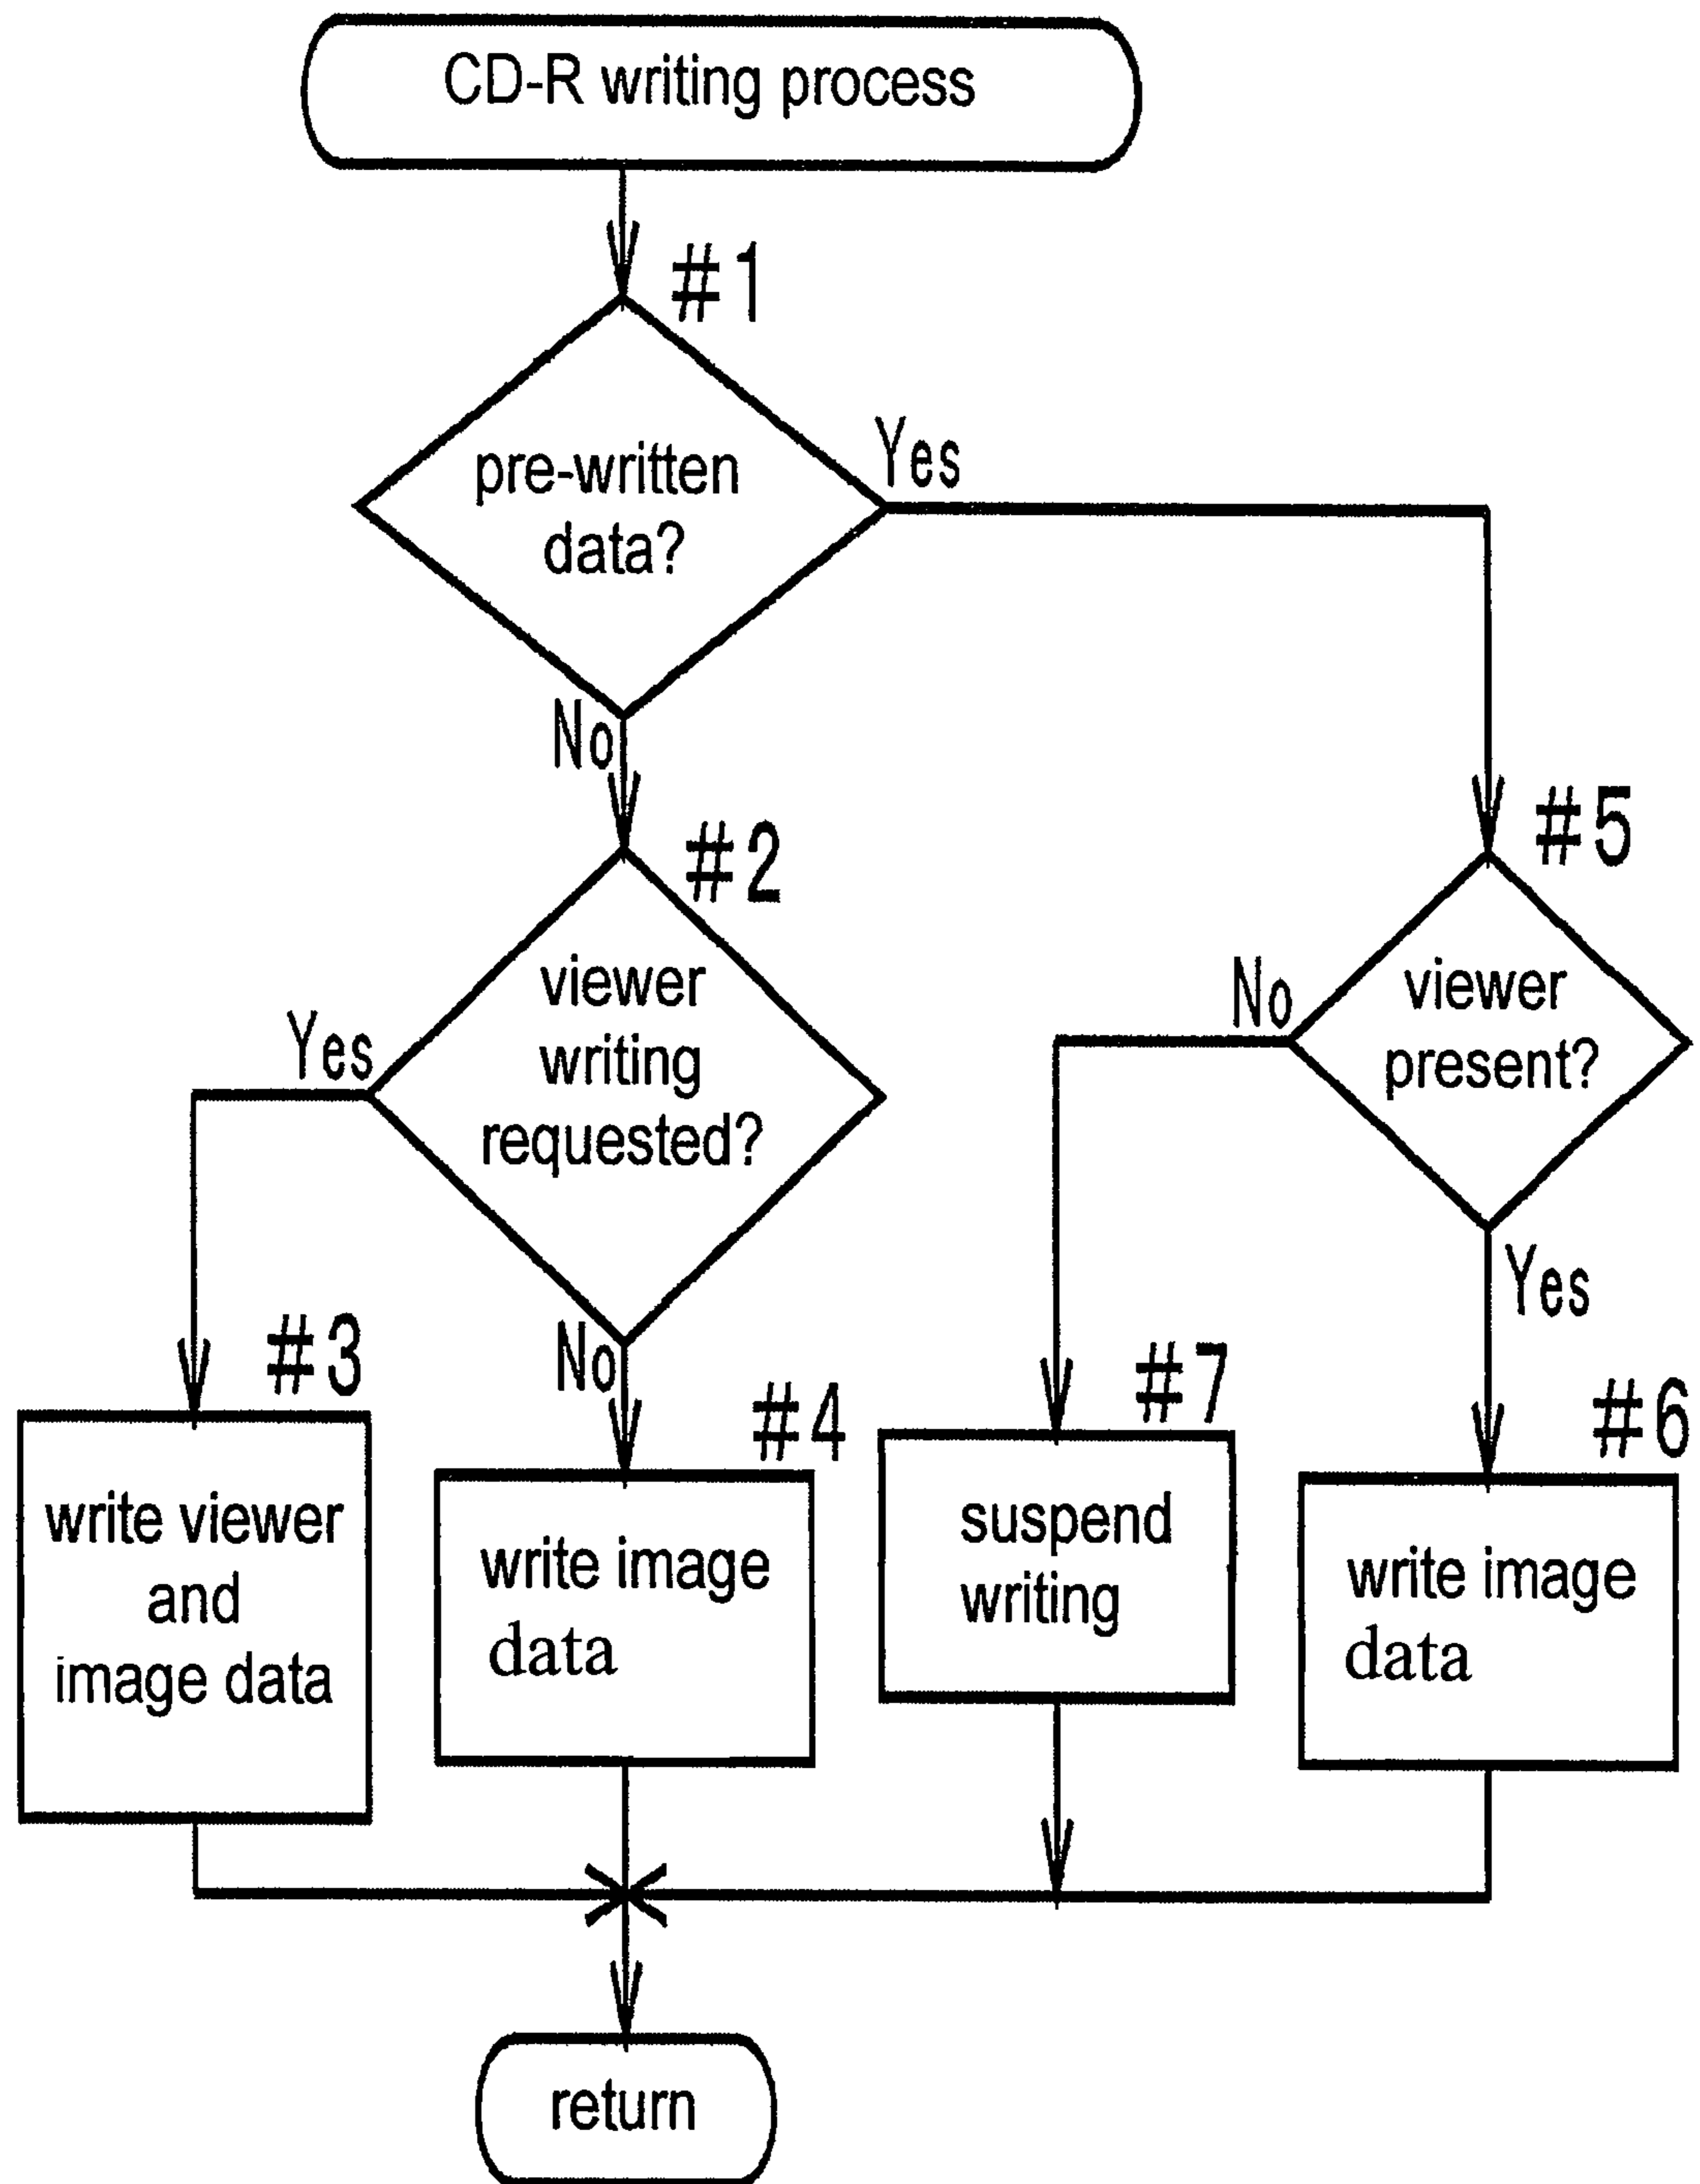 CD-R writing process
#1
pre-written
data?
Yes
No
#2
viewer
writing
requested?
Yes
No
#5
viewer
present?
No
Yes
#3
write viewer
and
image data
#4
write image
data
#7
suspend
writing
#6
write image
data
return